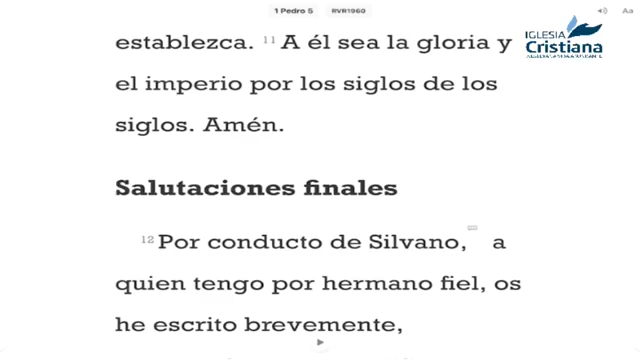 1 Pedro 5 RVR1960 Aa
establezca. 11 A él sea la gloria y
el imperio por los siglos de los
siglos. Amén.
IGLESIA
Cristiana
Salutaciones finales
12 Por conducto de Silvano, a
quien tengo por hermano fiel, os
he escrito brevemente,